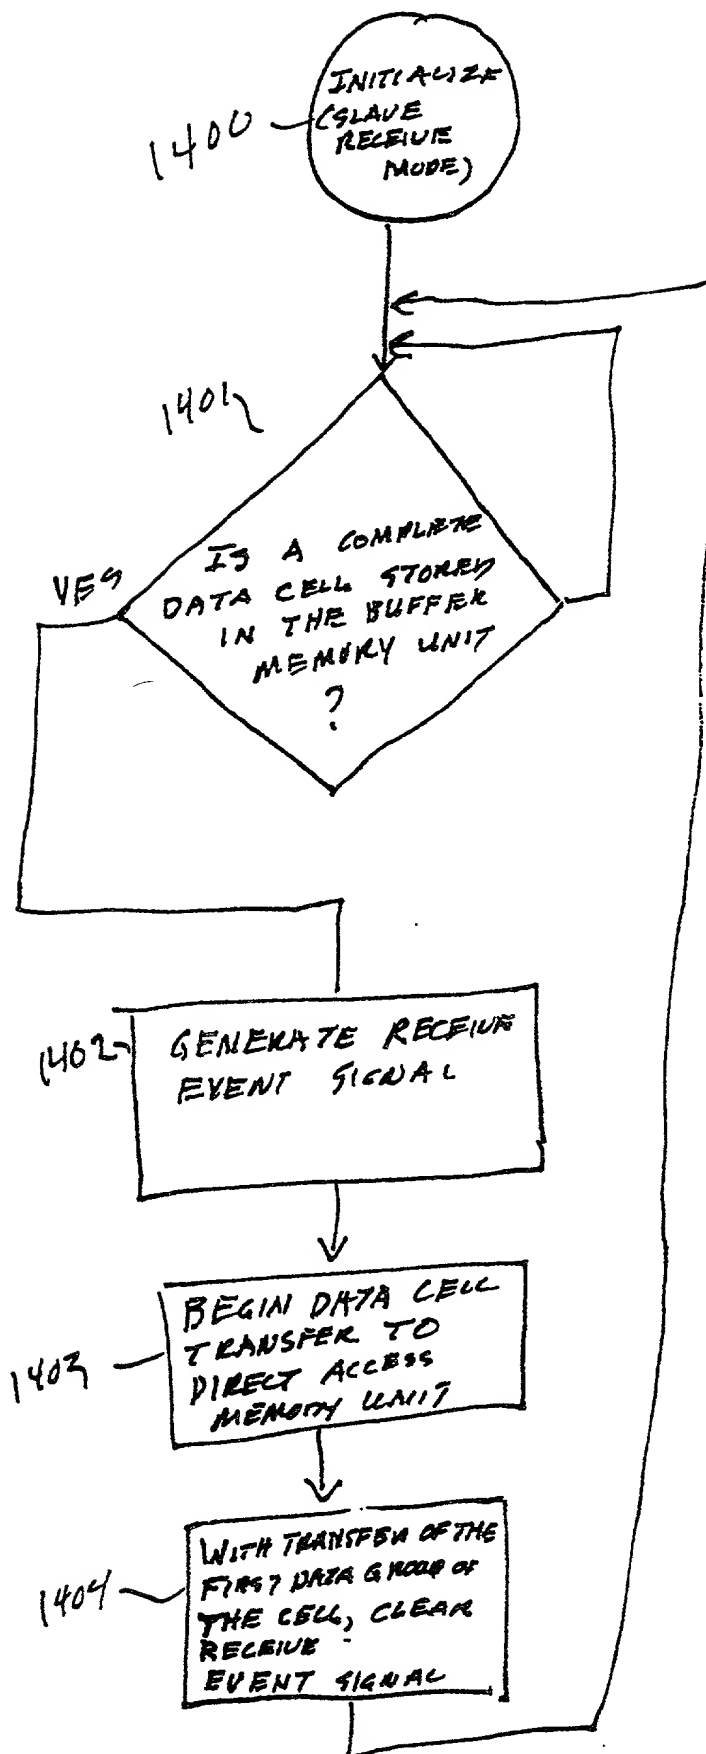 INITIALIZE
(SLAVE
RECEIVE
MODE)
1400
1401
YES
IS A COMPLETE
DATA CELL STORED
IN THE BUFFER
MEMORY UNIT
?
1402
GENERATE RECEIVE
EVENT SIGNAL
1403
BEGIN DATA CELL
TRANSFER TO
DIRECT ACCESS
MEMORY UNIT
1404
WITH TRANSFER OF THE
FIRST DATA GROUP OF
THE CELL, CLEAR
RECEIVE
EVENT SIGNAL